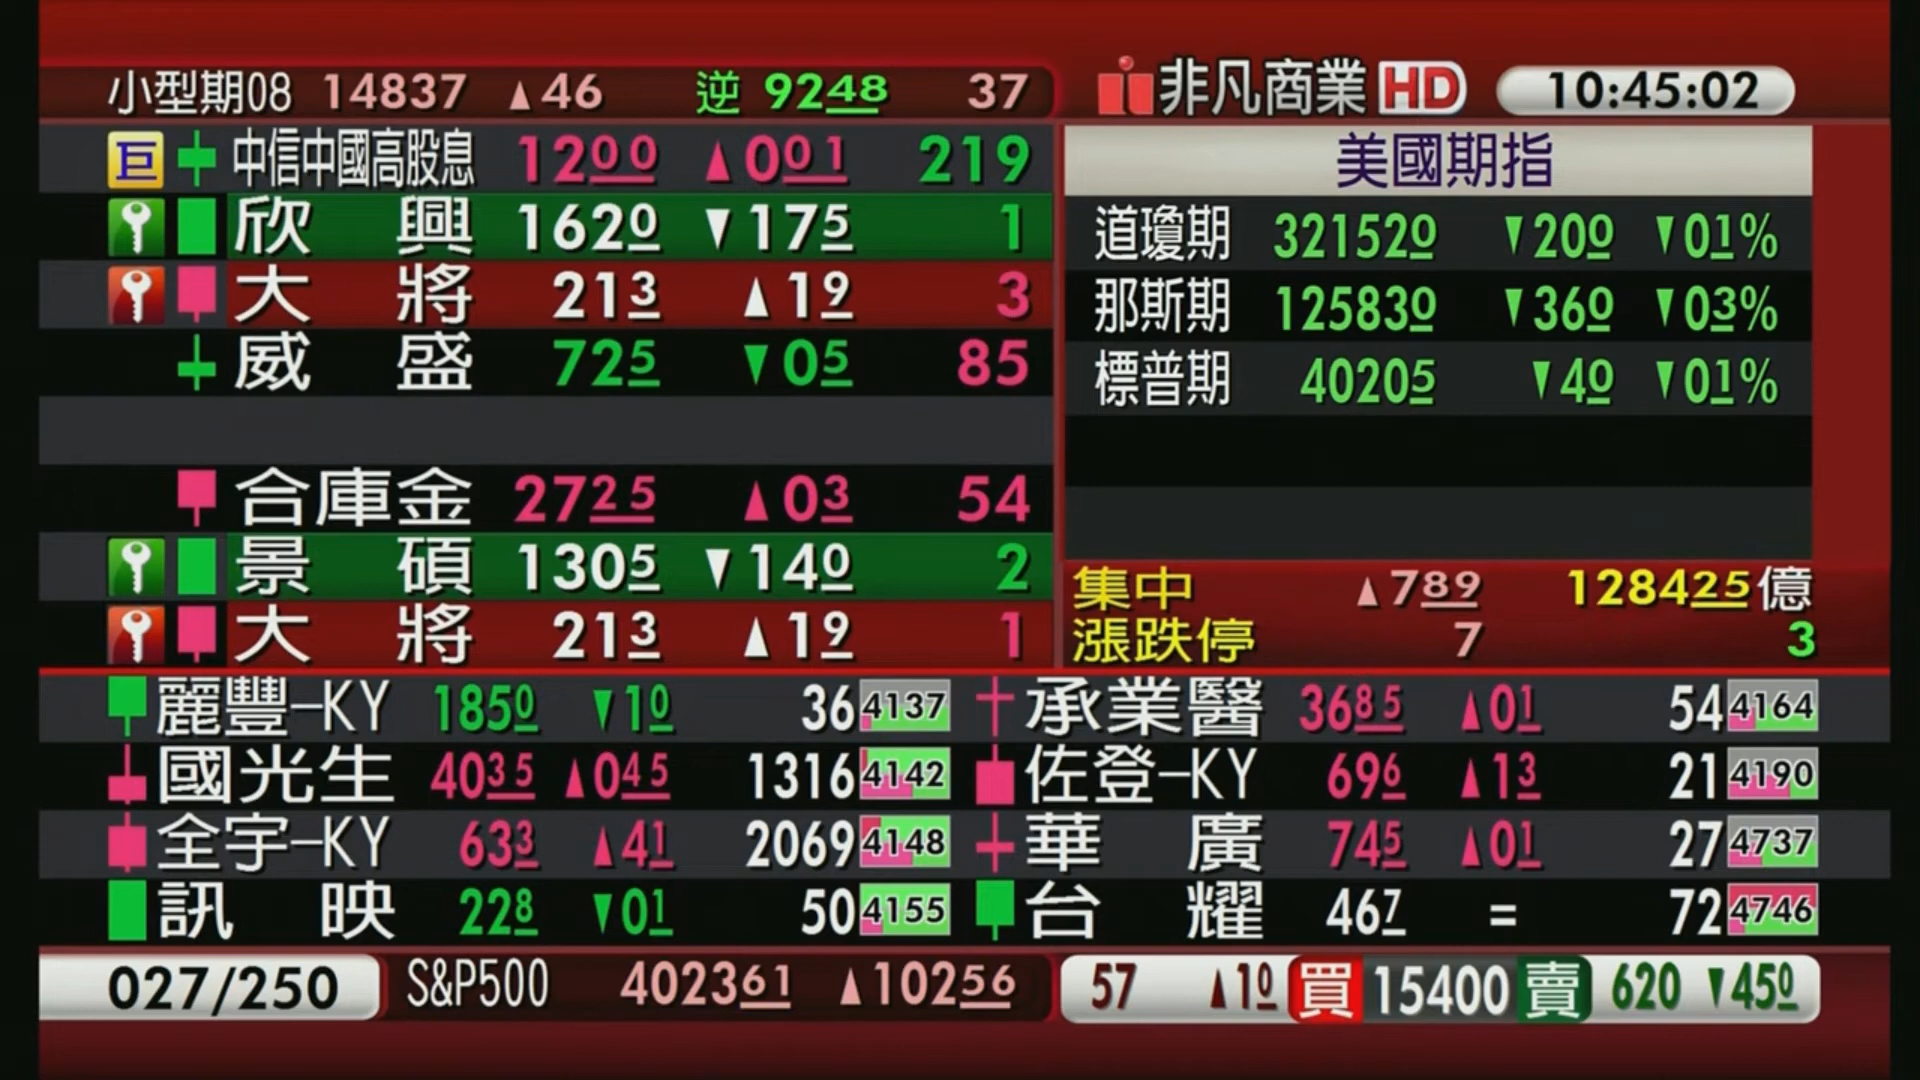 小型期08 14837 ▲46 逆 9248 37
非凡商業HD 10:45:02
巨 中信中國高股息 1200 ▲001 219
欣興 1620 ▼175 1
大將 213 ▲19 3
威盛 725 ▼05 85
合庫金 2725 ▲03 54
景碩 1305 ▼140 2
大將 213 ▲19 1
美國期指
道瓊期 321520 ▼200 ▼01%
那斯期 125830 ▼360 ▼03%
標普期 40205 ▼40 ▼01%
集中 ▲789 128425億
漲跌停 7 3
麗豐-KY 1850 ▼10 36 4137 承業醫 3685 ▲01 54 4164
國光生 4035 ▲045 1316 4142 佐登-KY 696 ▲13 21 4190
全宇-KY 633 ▲41 2069 4148 華廣 745 ▲01 27 4737
訊映 228 ▼01 50 4155 台耀 467 = 72 4746
027/250 S&P500 402361 ▲10256 57 ▲10 買 15400 賣 620 ▼450